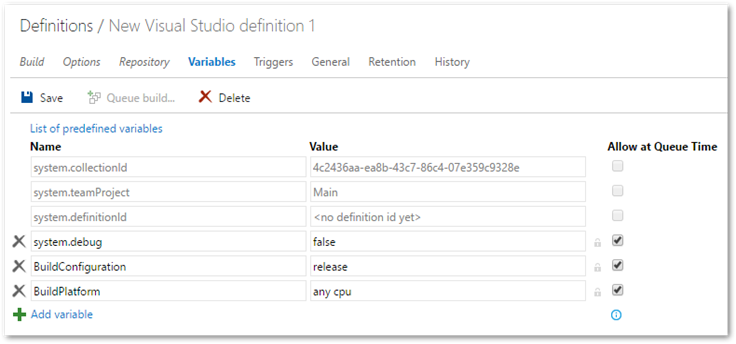 Definitions / New Visual Studio definition 1
Build Options Repository Variables Triggers General Retention History
Save Queue build... Delete
List of predefined variables
Name Value Allow at Queue Time
system.collectionId 4c2436aa-ea8b-43c7-86c4-07e359c9328e
system.teamProject Main
system.definitionId <no definition id yet>
system.debug false
BuildConfiguration release
BuildPlatform any cpu
Add variable